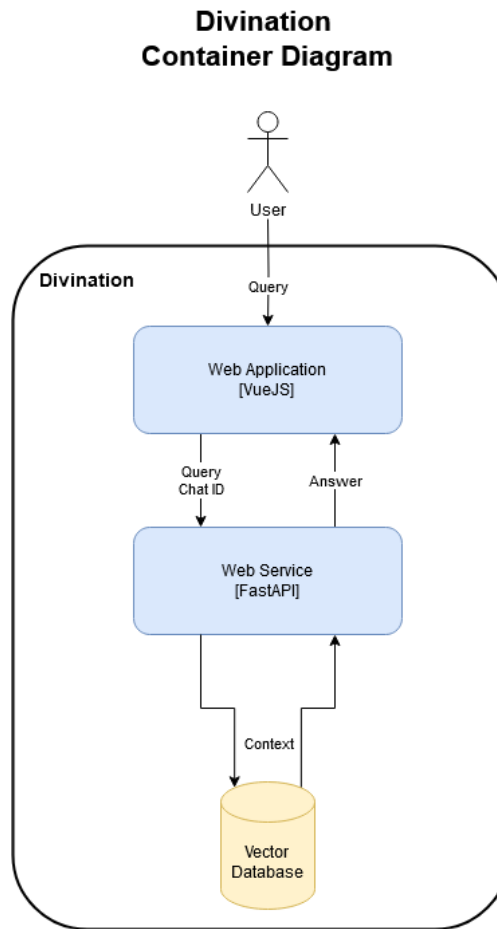 Divination
Container Diagram
User
Divination
Query
Web Application
[VueJS]
Query
Chat ID
Answer
Web Service
[FastAPI]
Context
Vector
Database